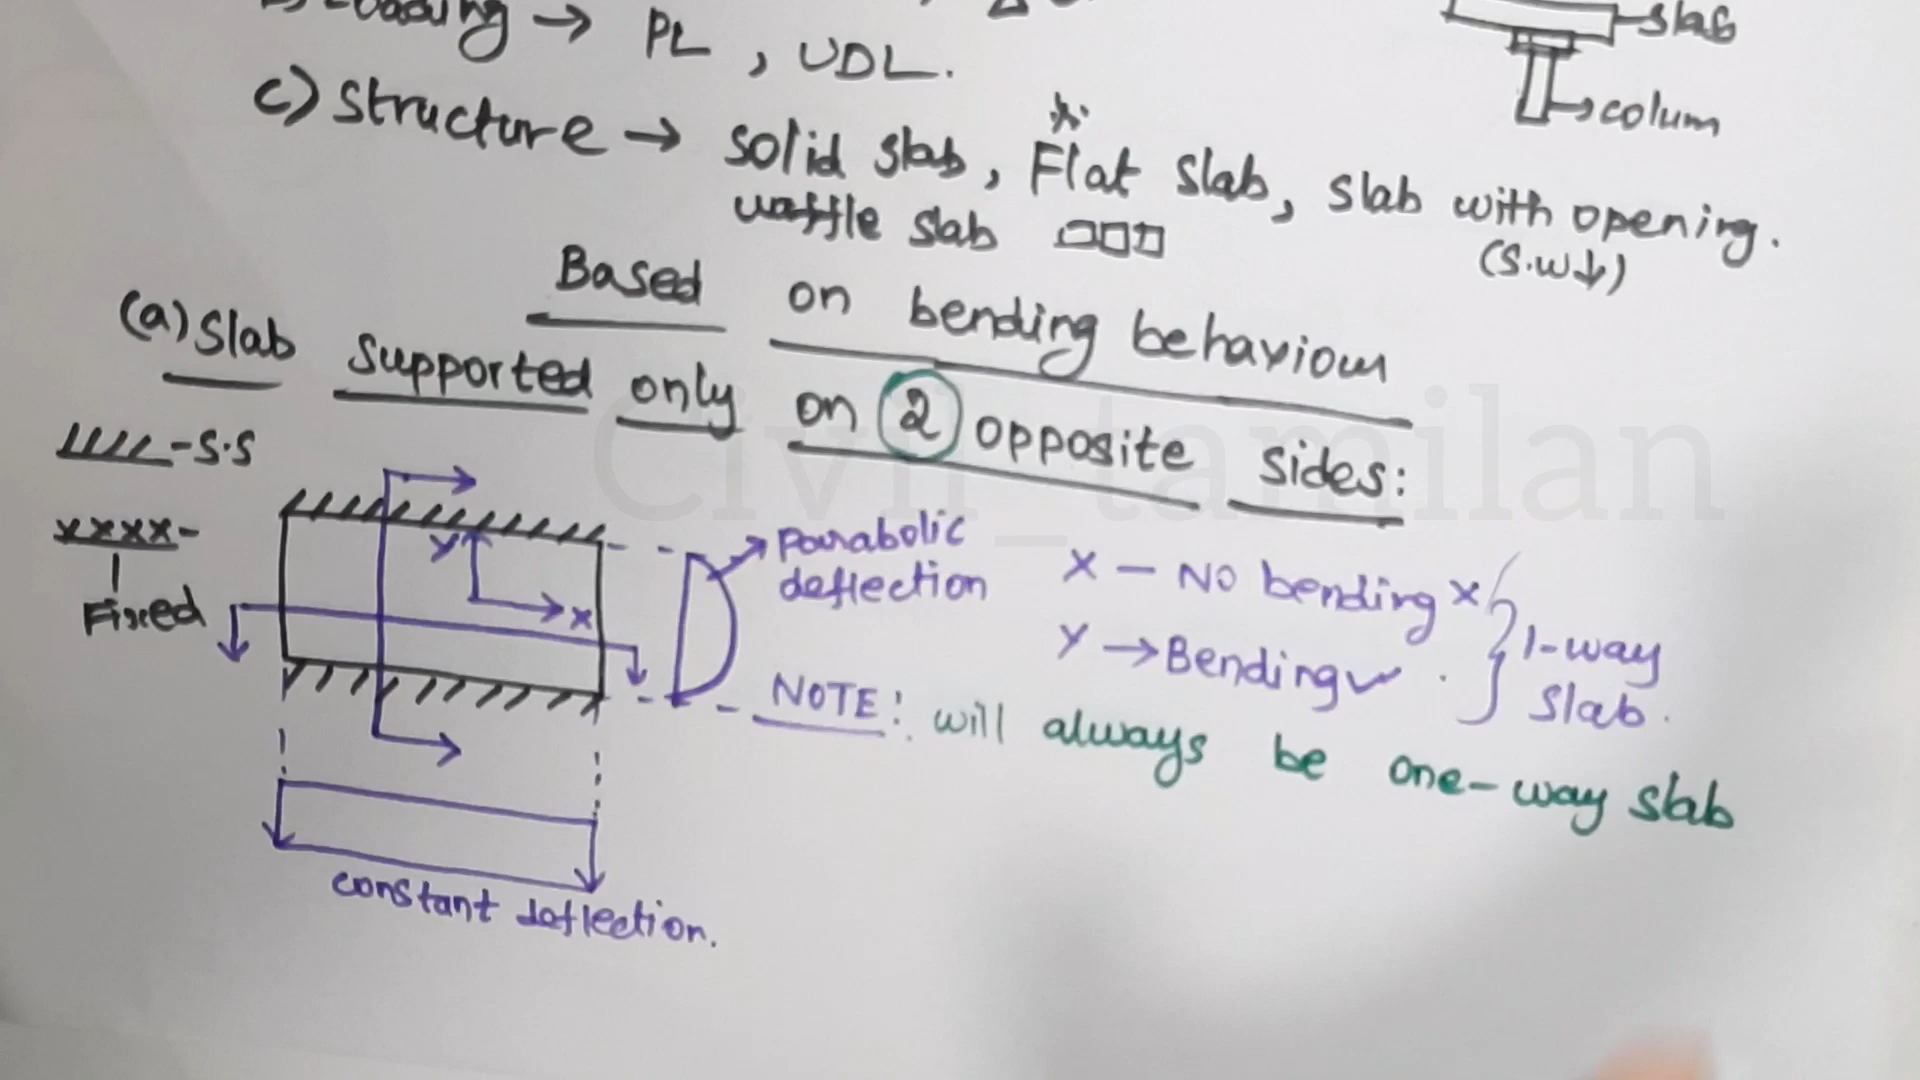 Loading → PL, UDL.
slab
colum
c) Structure → solid slab, Flat slab, slab with opening.
waffle slab
(S.W↓)
Based on bending behaviour
(a) Slab supported only on 2 opposite sides:
- S.S
xxxx -
Fixed
Y
X
Parabolic
deflection
X - No bending x
Y → Bending ✓
1-way
slab.
NOTE: will always be one-way slab
constant deflection.
Civil_tamilan